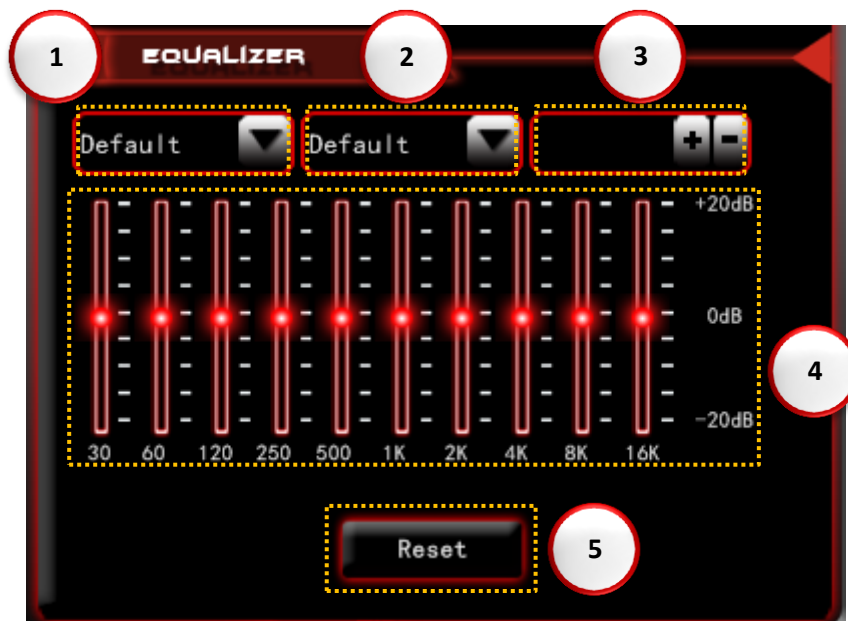 1 EQUALIZER 2 3
Default Default + -
+20dB
0dB
4
-20dB
30 60 120 250 500 1K 2K 4K 8K 16K
Reset 5